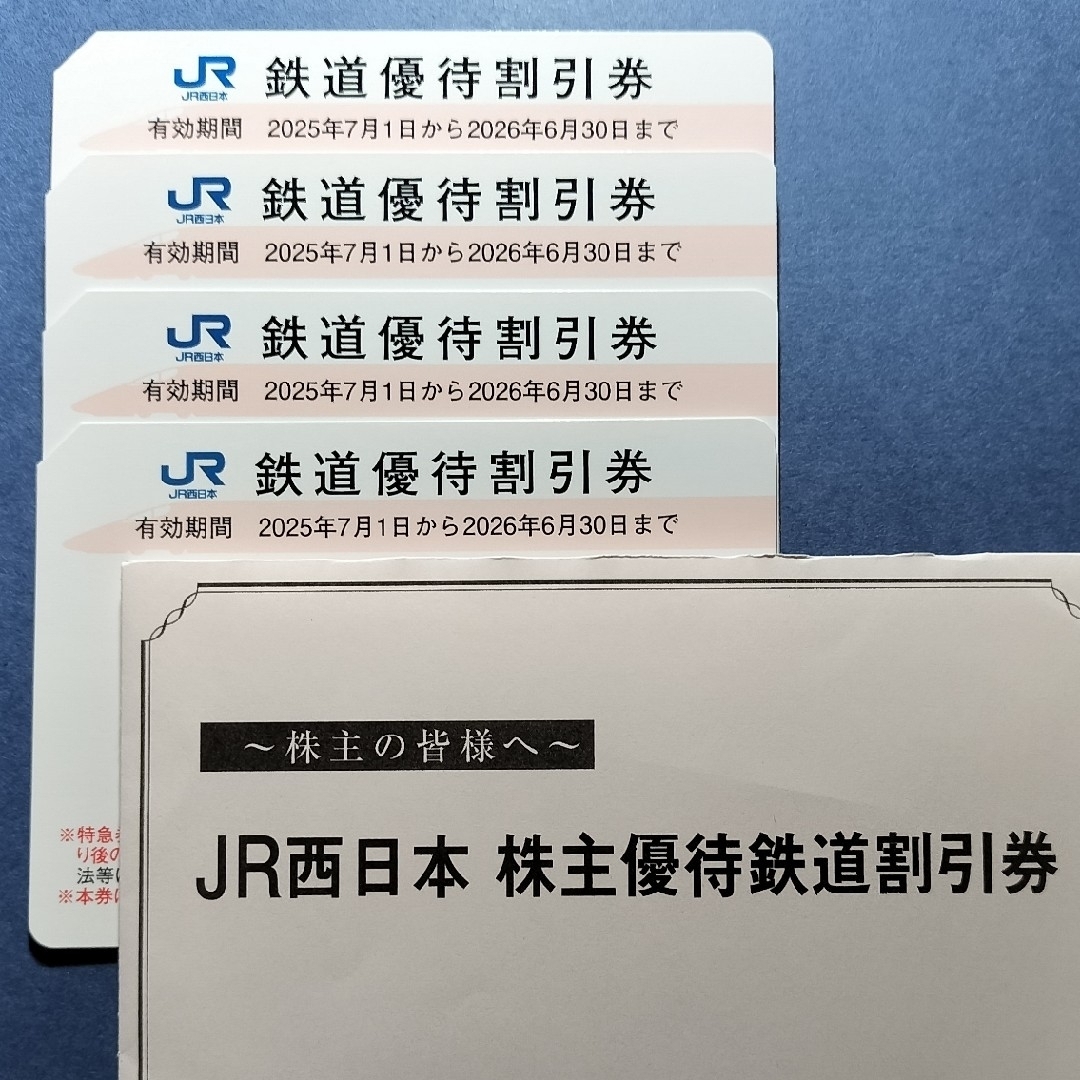 JR 鉄道優待割引券
JR西日本
有効期間 2025年7月1日から2026年6月30日まで
JR 鉄道優待割引券
JR西日本
有効期間 2025年7月1日から2026年6月30日まで
JR 鉄道優待割引券
JR西日本
有効期間 2025年7月1日から2026年6月30日まで
JR 鉄道優待割引券
JR西日本
有効期間 2025年7月1日から2026年6月30日まで
※特急
り後の
法等
※本券
～株主の皆様へ～
JR西日本 株主優待鉄道割引券